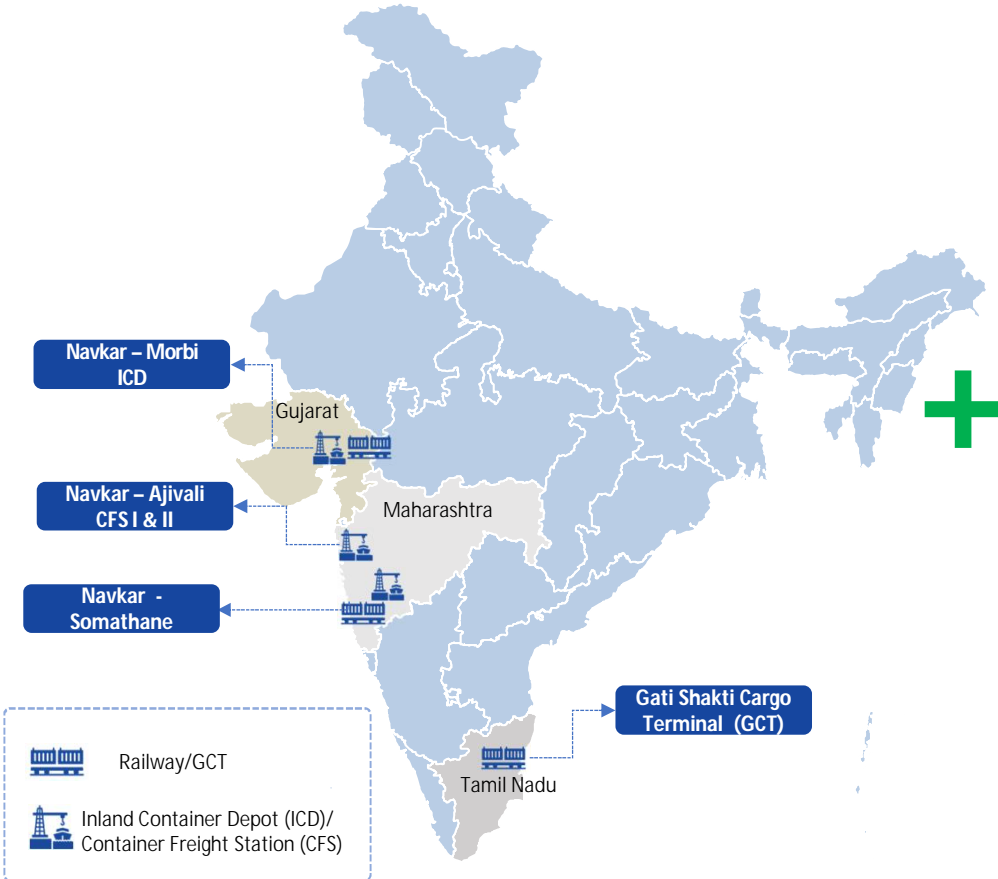 Navkar – Morbi
ICD
Gujarat
Navkar – Ajivali
CFS I & II
Maharashtra
Navkar -
Somathane
Gati Shakti Cargo
Terminal (GCT)
Tamil Nadu
Railway/GCT
Inland Container Depot (ICD)/
Container Freight Station (CFS)